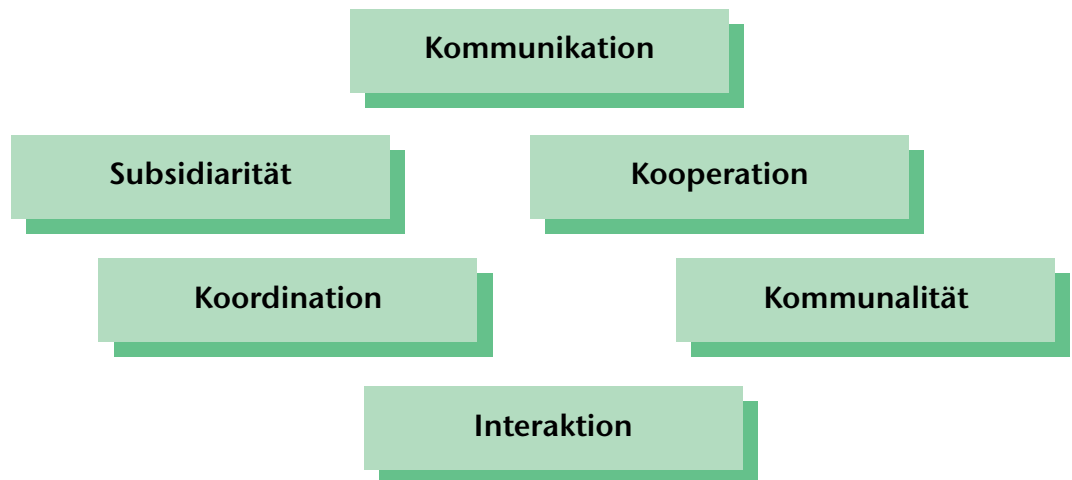 Kommunikation
Subsidiarität
Kooperation
Koordination
Kommunalität
Interaktion